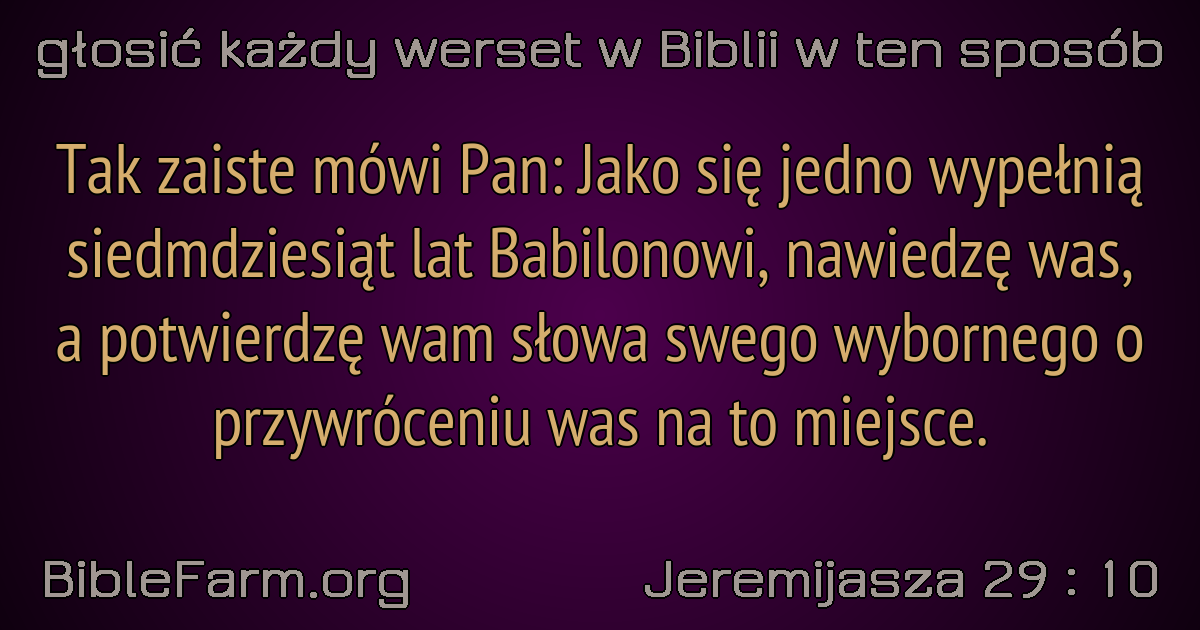 głosić każdy werset w Biblii w ten sposób
Tak zaiste mówi Pan: Jako się jedno wypełnią
siedmdziesiąt lat Babilonowi, nawiedzę was,
a potwierdzę wam słowa swego wybornego o
przywróceniu was na to miejsce.
BibleFarm.org
Jeremijasza 29 : 10